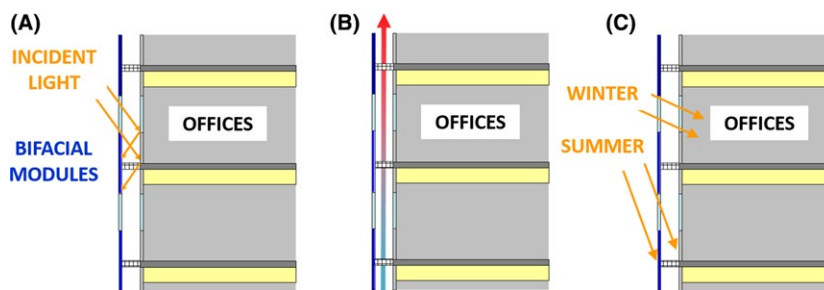 (A)
INCIDENT
LIGHT
BIFACIAL
MODULES
OFFICES
(B)
OFFICES
(C)
WINTER
SUMMER
OFFICES